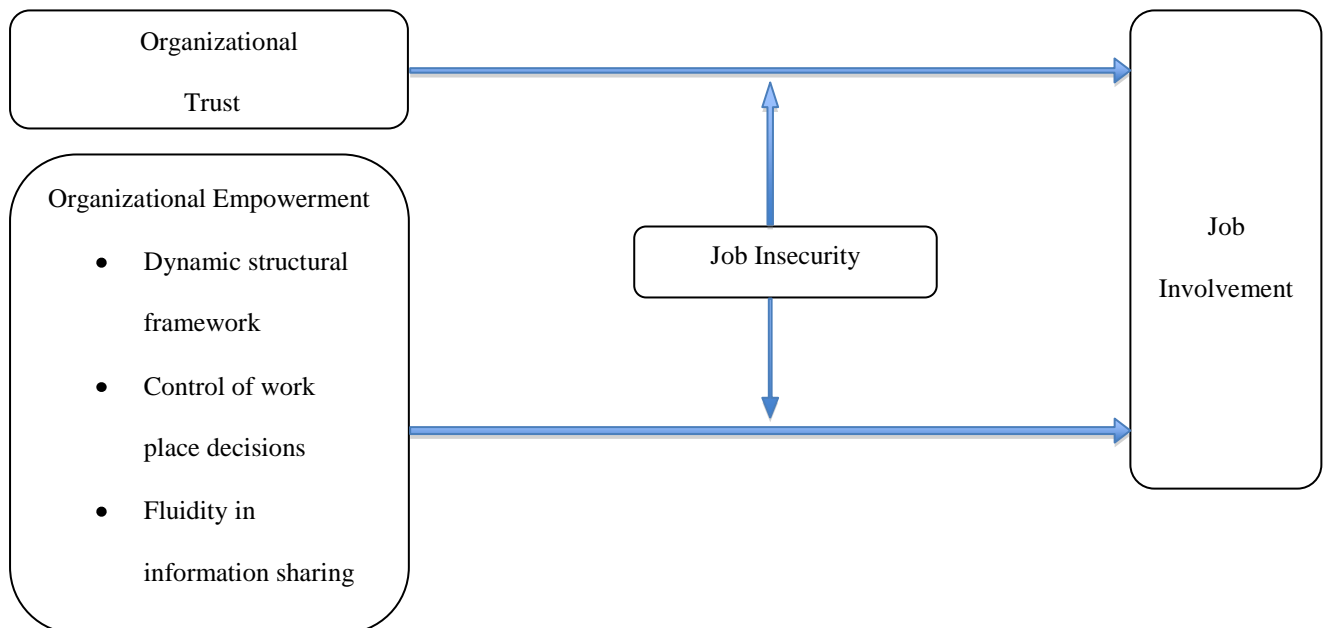 Organizational
Trust
Organizational Empowerment
● Dynamic structural
framework
● Control of work
place decisions
● Fluidity in
information sharing
Job Insecurity
Job
Involvement